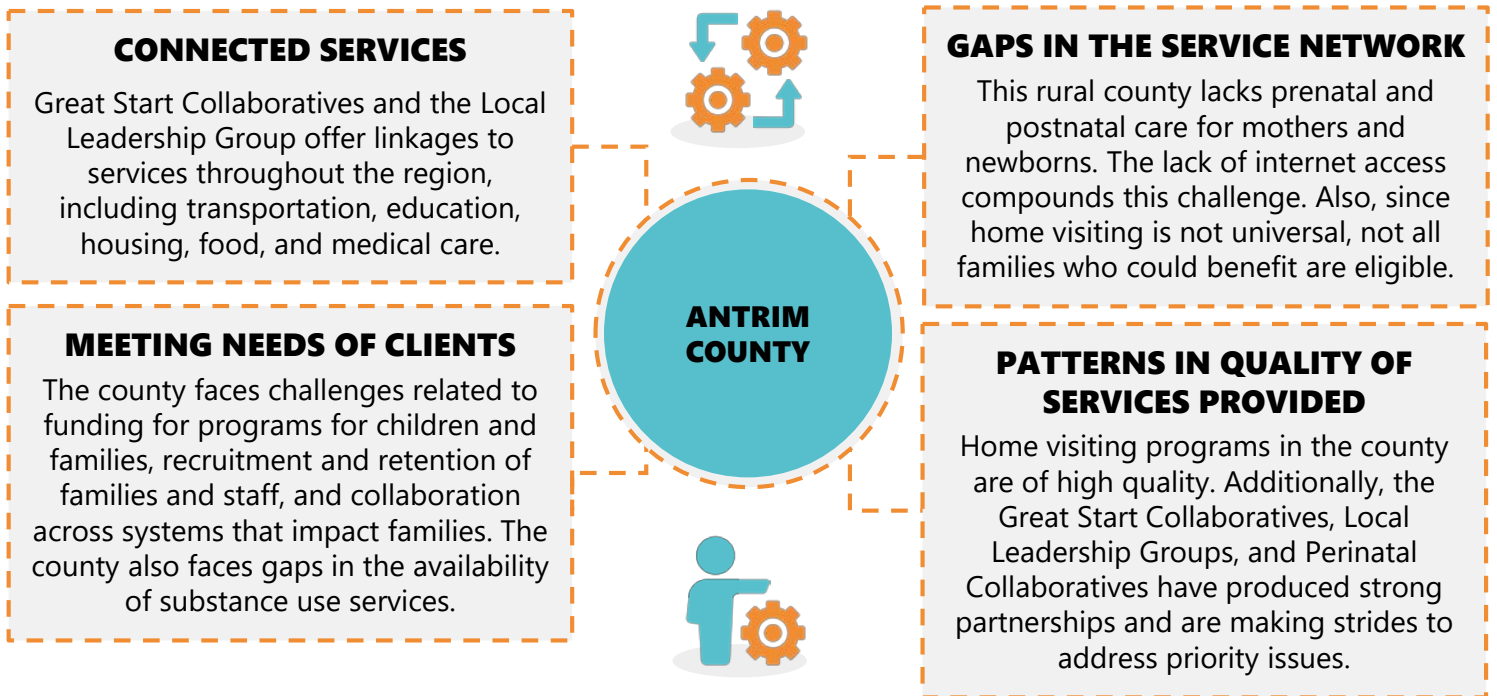 CONNECTED SERVICES
Great Start Collaboratives and the Local
Leadership Group offer linkages to
services throughout the region,
including transportation, education,
housing, food, and medical care.
MEETING NEEDS OF CLIENTS
The county faces challenges related to
funding for programs for children and
families, recruitment and retention of
families and staff, and collaboration
across systems that impact families. The
county also faces gaps in the availability
of substance use services.
ANTRIM
COUNTY
GAPS IN THE SERVICE NETWORK
This rural county lacks prenatal and
postnatal care for mothers and
newborns. The lack of internet access
compounds this challenge. Also, since
home visiting is not universal, not all
families who could benefit are eligible.
PATTERNS IN QUALITY OF
SERVICES PROVIDED
Home visiting programs in the county
are of high quality. Additionally, the
Great Start Collaboratives, Local
Leadership Groups, and Perinatal
Collaboratives have produced strong
partnerships and are making strides to
address priority issues.